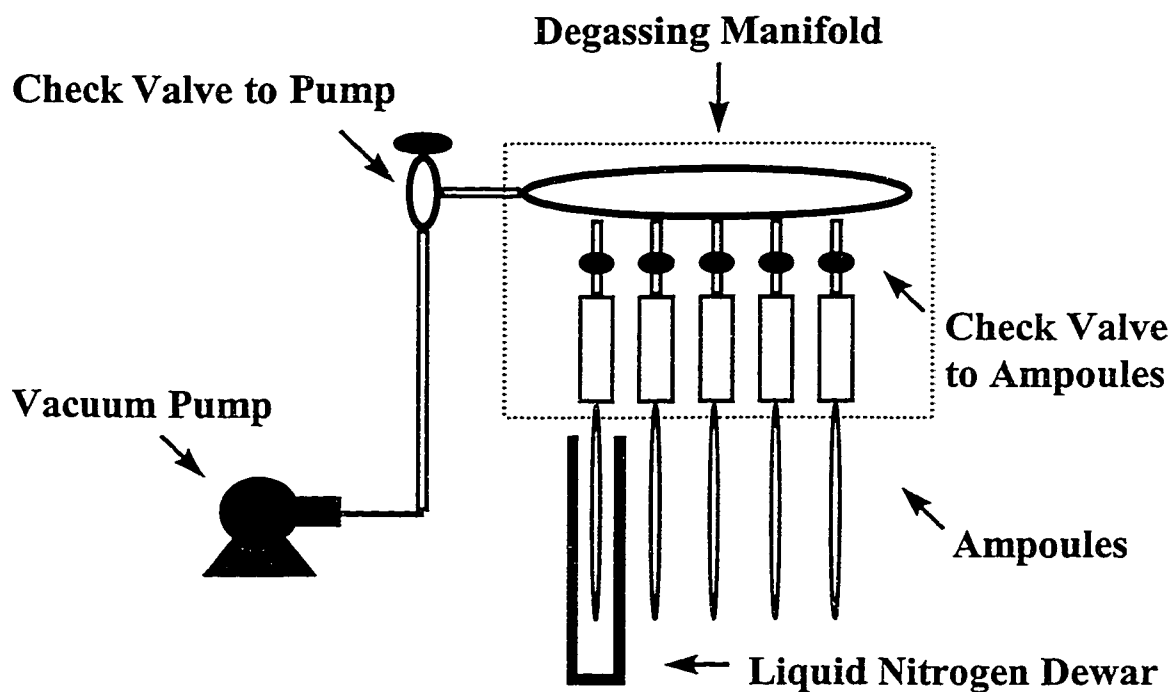 Degassing Manifold
Check Valve to Pump
Check Valve
to Ampoules
Vacuum Pump
Ampoules
Liquid Nitrogen Dewar